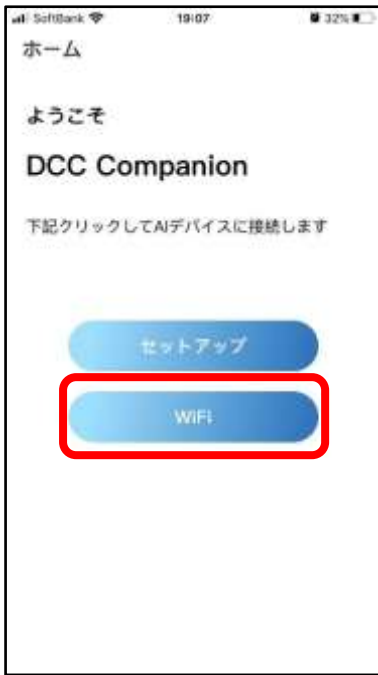 SoftBank 19:07 32%
ホーム
ようこそ
DCC Companion
下記クリックしてAIデバイスに接続します
セットアップ
WiFi